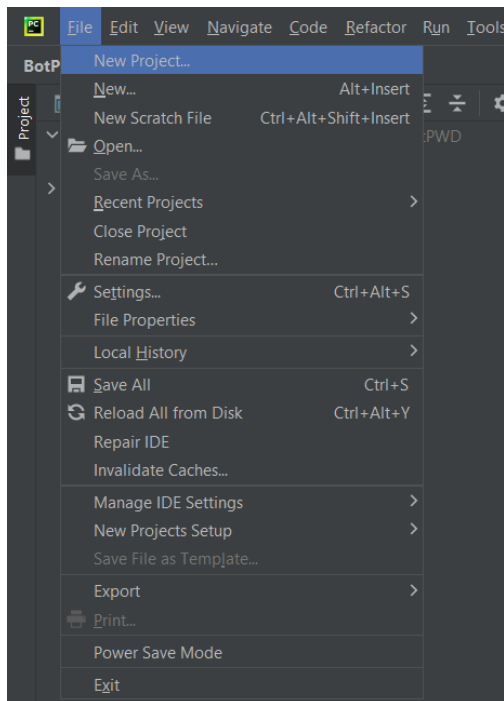 PC File Edit View Navigate Code Refactor Run Tools
BotP
New Project...
New... Alt+Insert
Project
New Scratch File Ctrl+Alt+Shift+Insert
Open... PWD
Save As...
Recent Projects
Close Project
Rename Project...
Settings... Ctrl+Alt+S
File Properties
Local History
Save All Ctrl+S
Reload All from Disk Ctrl+Alt+Y
Repair IDE
Invalidate Caches...
Manage IDE Settings
New Projects Setup
Save File as Template...
Export
Print...
Power Save Mode
Exit